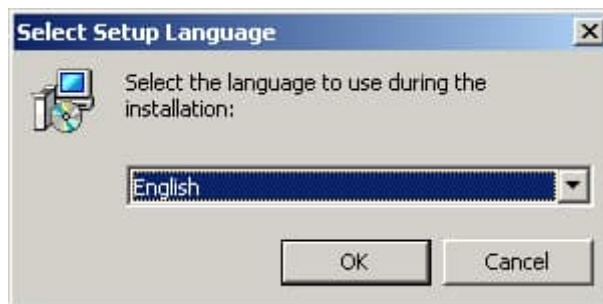 Select Setup Language
Select the language to use during the
installation:
English
OK
Cancel